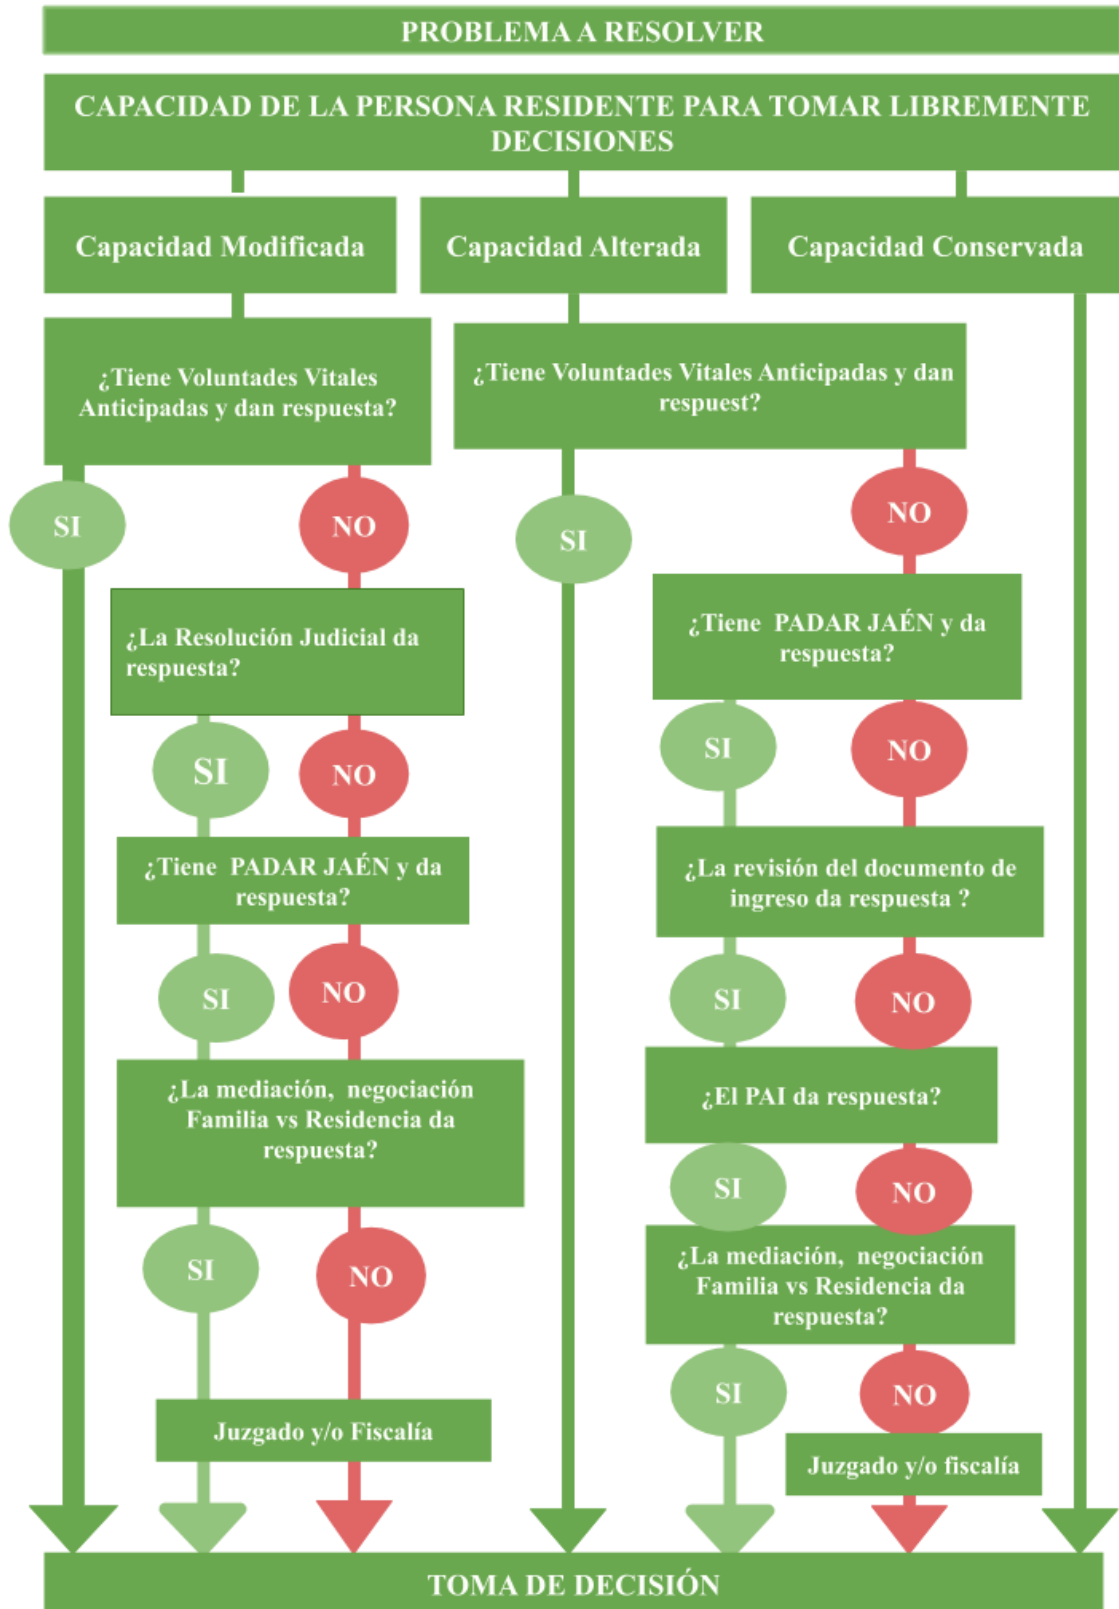 PROBLEMA A RESOLVER
CAPACIDAD DE LA PERSONA RESIDENTE PARA TOMAR LIBREMENTE
DECISIONES
Capacidad Modificada
Capacidad Alterada
Capacidad Conservada
¿Tiene Voluntades Vitales
Anticipadas y dan respuesta?
¿Tiene Voluntades Vitales Anticipadas y dan
respuest?
SI
NO
SI
NO
¿La Resolución Judicial da
respuesta?
¿Tiene PADAR JAÉN y da
respuesta?
SI
NO
SI
NO
¿Tiene PADAR JAÉN y da
respuesta?
¿La revisión del documento de
ingreso da respuesta ?
SI
NO
SI
NO
¿La mediación, negociación
Familia vs Residencia da
respuesta?
¿El PAI da respuesta?
SI
NO
SI
NO
¿La mediación, negociación
Familia vs Residencia da
respuesta?
SI
NO
Juzgado y/o Fiscalía
Juzgado y/o fiscalía
TOMA DE DECISIÓN